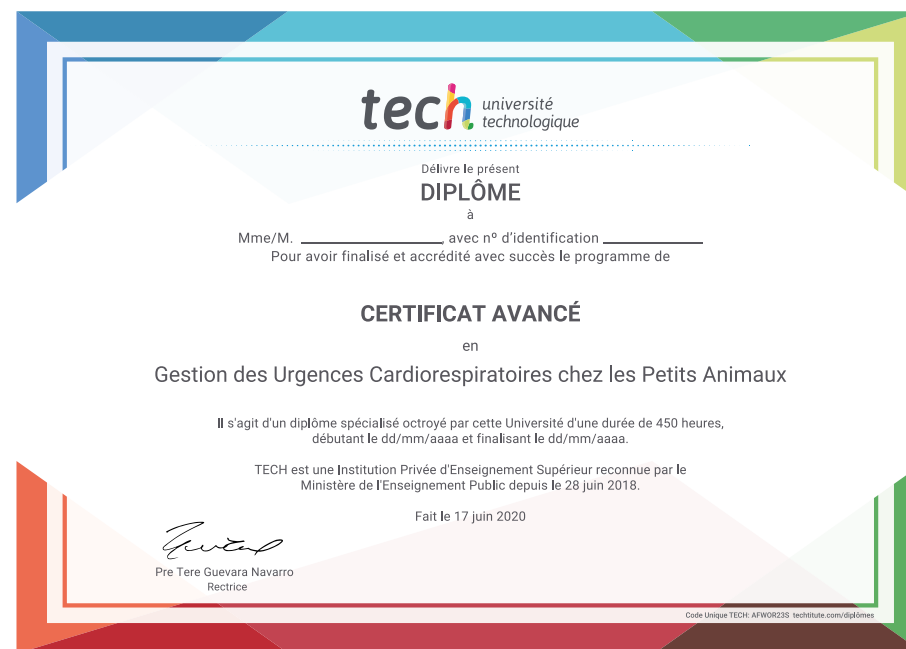 tech université
technologique
Délivre le présent
DIPLÔME
à
Mme/M. ____________________, avec nº d'identification ______________
Pour avoir finalisé et accrédité avec succès le programme de
CERTIFICAT AVANCÉ
en
Gestion des Urgences Cardiorespiratoires chez les Petits Animaux
Il s'agit d'un diplôme spécialisé octroyé par cette Université d'une durée de 450 heures,
débutant le dd/mm/aaaa et finalisant le dd/mm/aaaa.
TECH est une Institution Privée d'Enseignement Supérieur reconnue par le
Ministère de l'Enseignement Public depuis le 28 juin 2018.
Fait le 17 juin 2020
Pre Tere Guevara Navarro
Rectrice
Code Unique TECH: AFWOR23S techtitute.com/diplômes